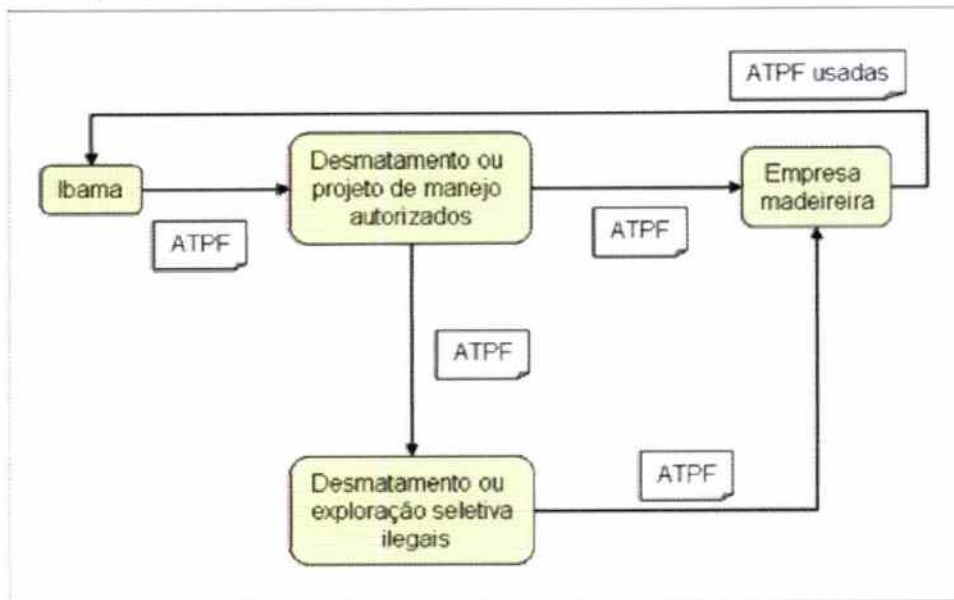 ATPF usadas
Ibama
Desmatamento ou
projeto de manejo
autorizados
Empresa
madeireira
ATPF
ATPF
ATPF
Desmatamento ou
exploração seletiva
ilegais
ATPF